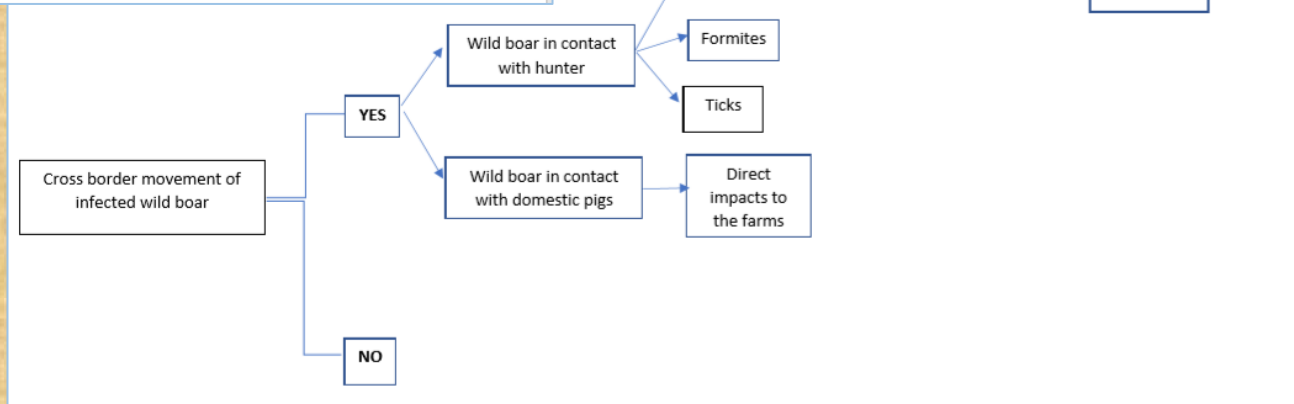 Wild boar in contact
with hunter
Formites
Ticks
YES
Cross border movement of
infected wild boar
Wild boar in contact
with domestic pigs
Direct
impacts to
the farms
NO